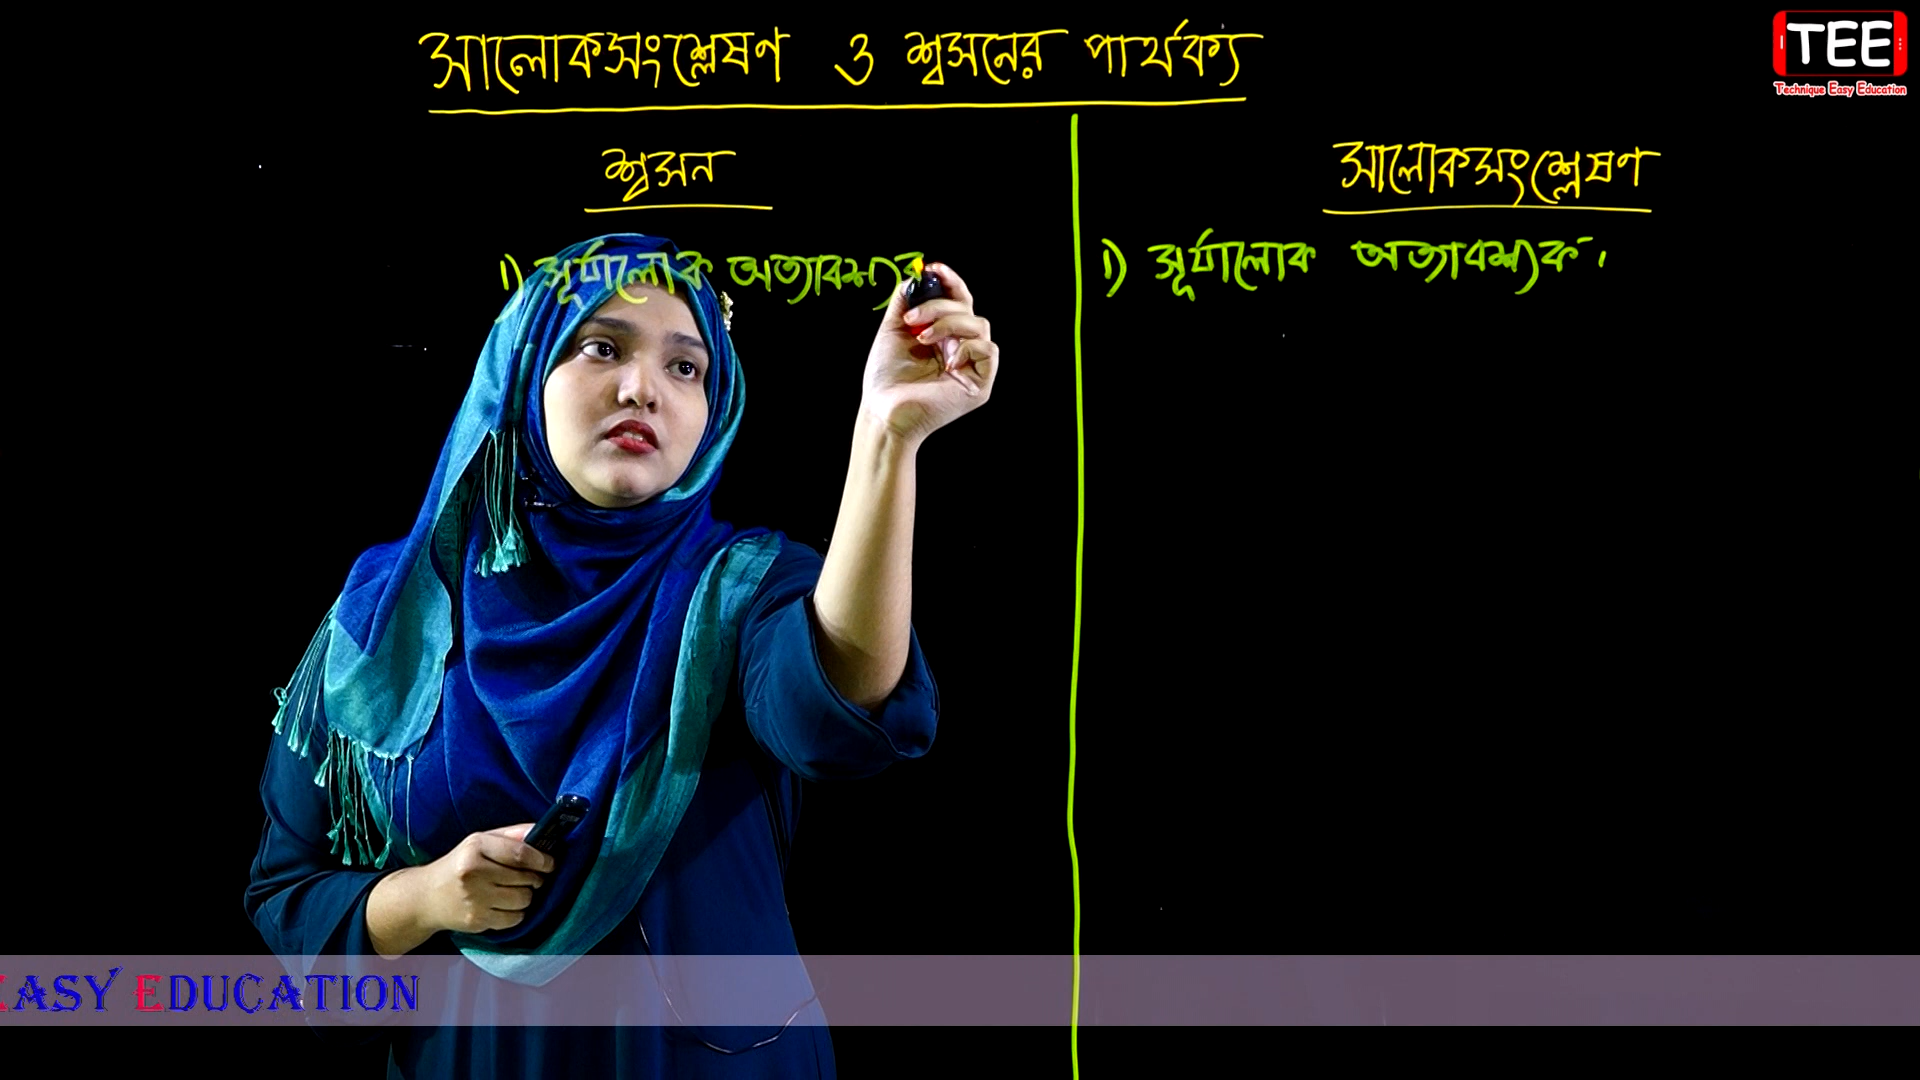 আলোকসংশ্লেষণ ও শ্বসনের পার্থক্য
TEE
Technique Easy Education
শ্বসন
১) সূর্যালোক অত্যাবশ্যক
আলোকসংশ্লেষণ
১) সূর্যালোক অত্যাবশ্যক।
EASY EDUCATION